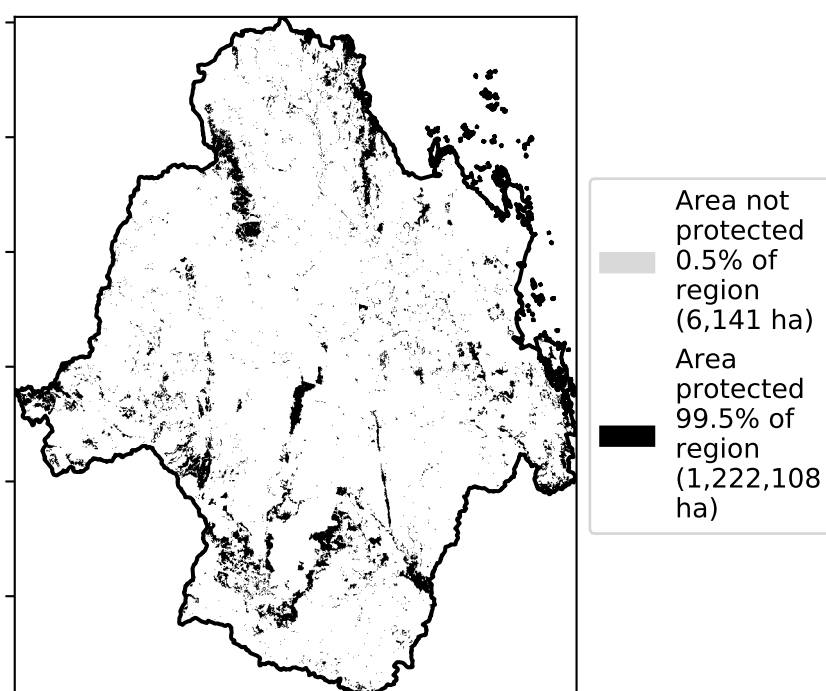 Area not
protected
0.5% of
region
(6,141 ha)
Area
protected
99.5% of
region
(1,222,108
ha)